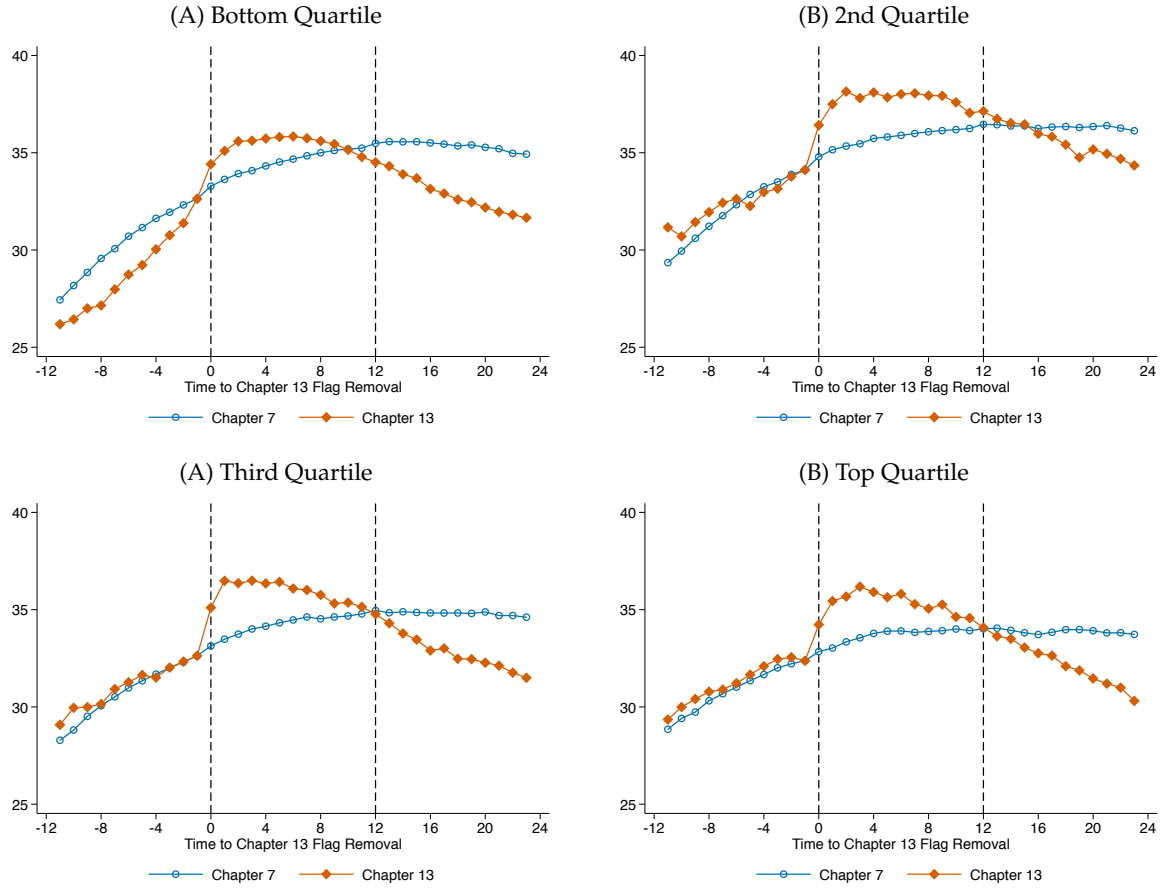 (A) Bottom Quartile
40
35
30
25
-12 -8 -4 0 4 8 12 16 20 24
Time to Chapter 13 Flag Removal
Chapter 7 Chapter 13
(B) 2nd Quartile
40
35
30
25
-12 -8 -4 0 4 8 12 16 20 24
Time to Chapter 13 Flag Removal
Chapter 7 Chapter 13
(A) Third Quartile
40
35
30
25
-12 -8 -4 0 4 8 12 16 20 24
Time to Chapter 13 Flag Removal
Chapter 7 Chapter 13
(B) Top Quartile
40
35
30
25
-12 -8 -4 0 4 8 12 16 20 24
Time to Chapter 13 Flag Removal
Chapter 7 Chapter 13